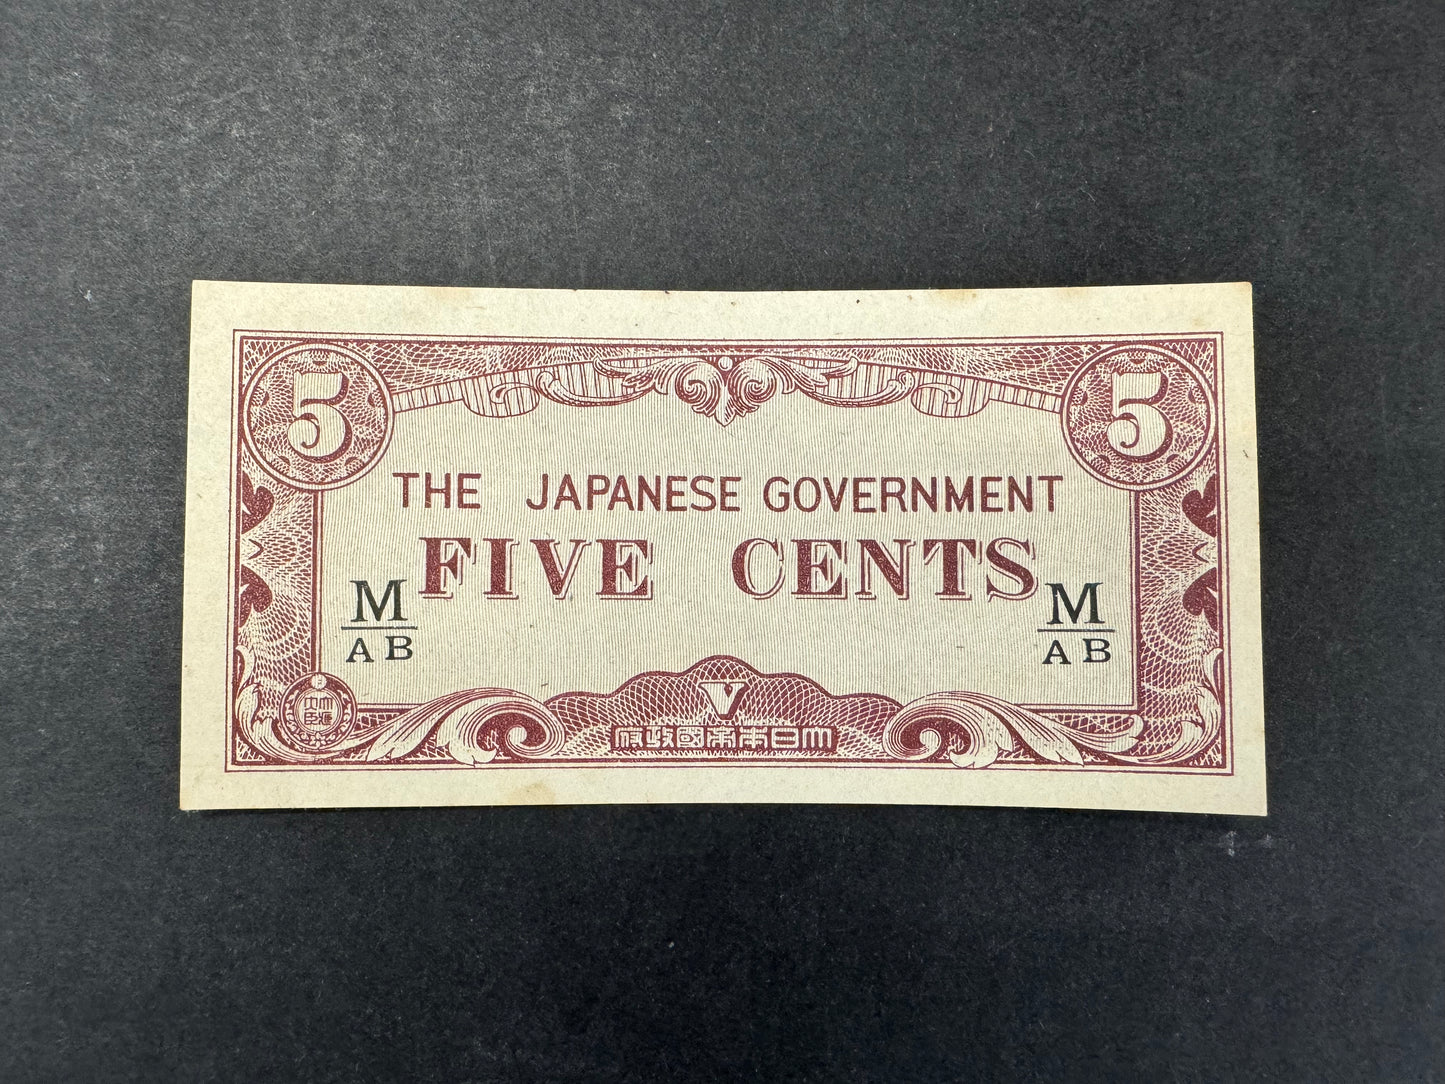 5 5
THE JAPANESE GOVERNMENT
FIVE CENTS
M M
AB AB
V
府政國帝本日大